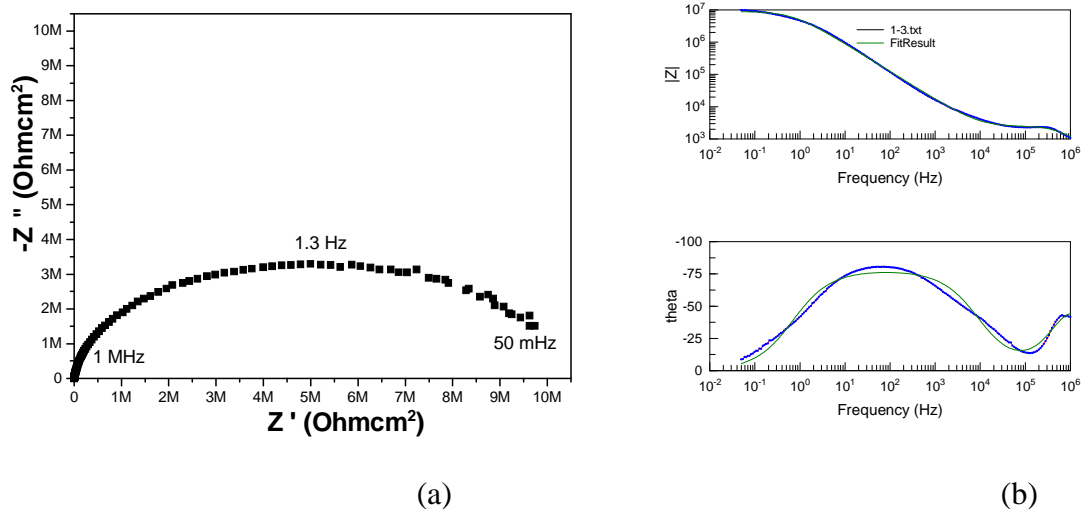 10M
9M
8M
7M
6M
5M
4M
3M
2M
1M
0
-Z '' (Ohmcm²)
1.3 Hz
1 MHz
50 mHz
0 1M 2M 3M 4M 5M 6M 7M 8M 9M 10M
Z ' (Ohmcm²)
(a)
10⁷
10⁶
10⁵
10⁴
10³
|Z|
1-3.txt
FitResult
10⁻² 10⁻¹ 10⁰ 10¹ 10² 10³ 10⁴ 10⁵ 10⁶
Frequency (Hz)
-100
-75
-50
-25
0
theta
10⁻² 10⁻¹ 10⁰ 10¹ 10² 10³ 10⁴ 10⁵ 10⁶
Frequency (Hz)
(b)